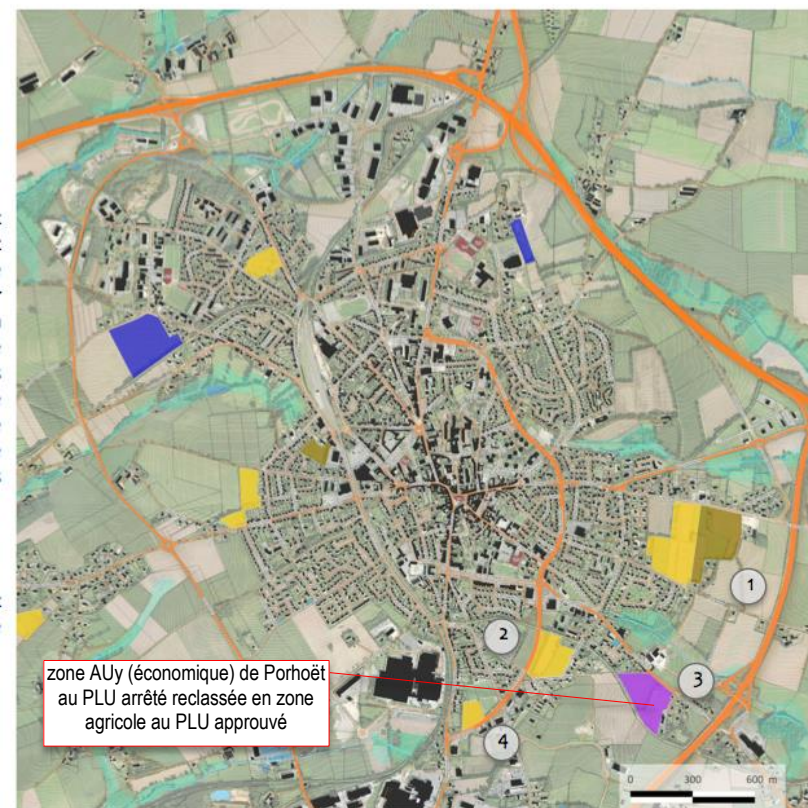 1
2
3
zone AUy (économique) de Porhoët
au PLU arrêté reclassée en zone
agricole au PLU approuvé
4
0 300 600 m